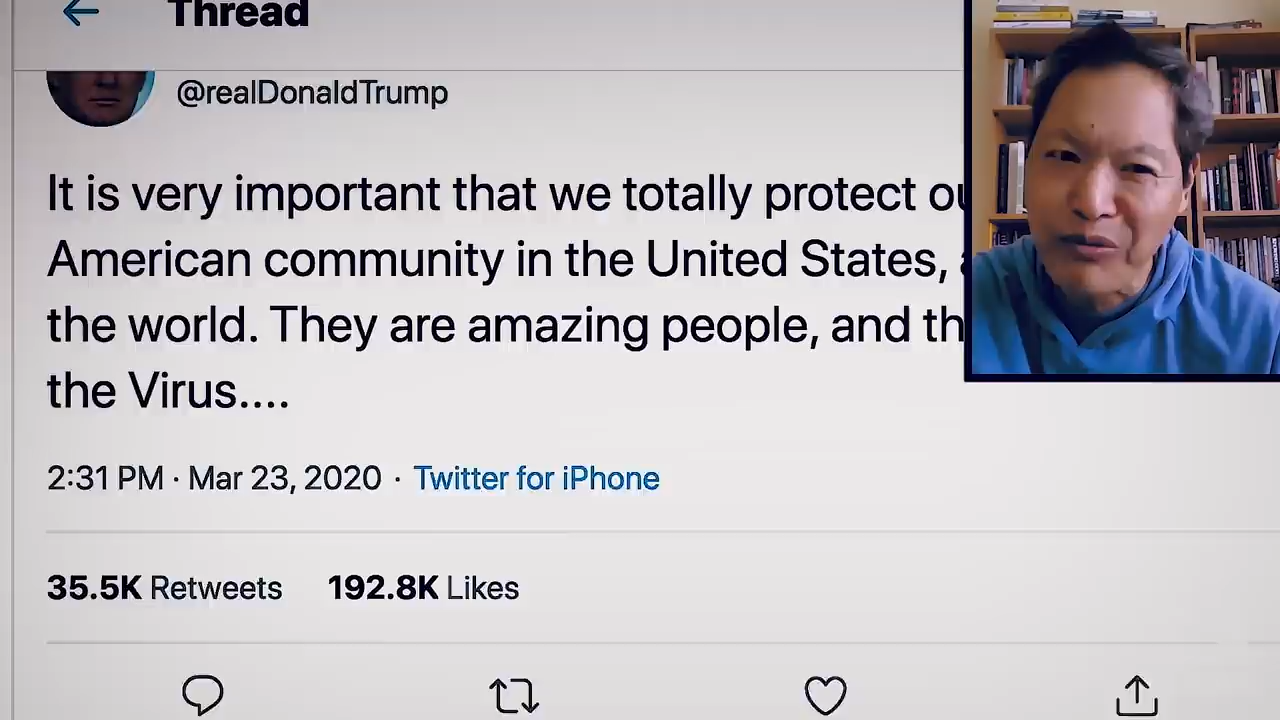 Thread
@realDonaldTrump
It is very important that we totally protect
American community in the United States,
the world. They are amazing people, and
the Virus....
2:31 PM · Mar 23, 2020 · Twitter for iPhone
35.5K Retweets 192.8K Likes